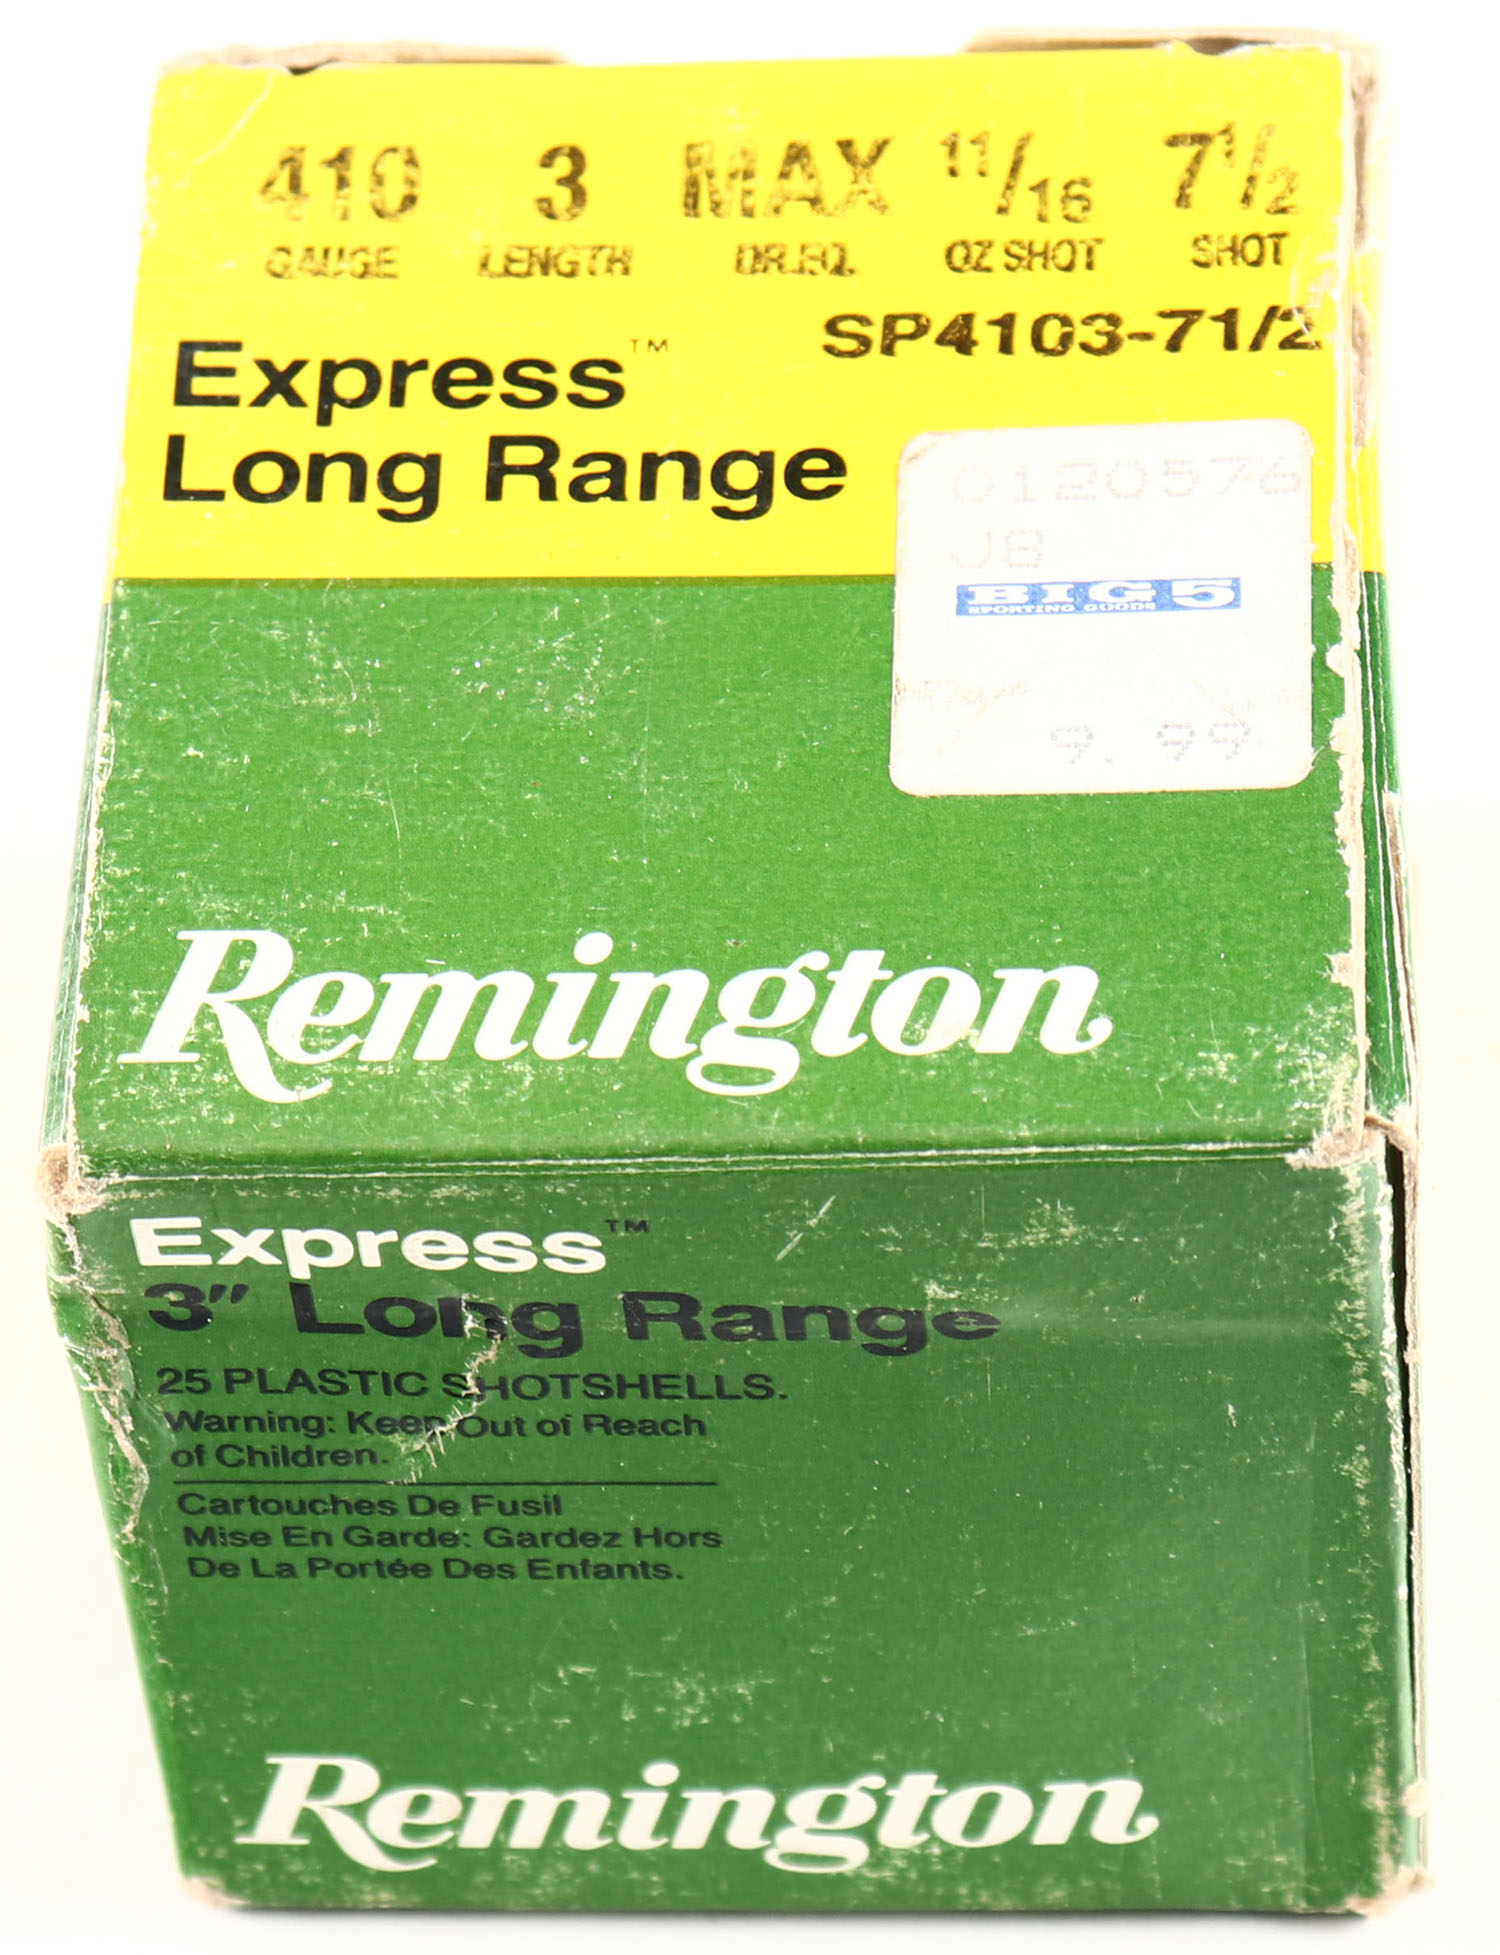 410 3 MAX 11/16 7 1/2
GAUGE LENGTH DR.EQ. OZ SHOT SHOT
SP4103-71/2
Express™
Long Range
0120576
JB
BIG 5
SPORTING GOODS
9.99
Remington
Express™
3" Long Range
25 PLASTIC SHOTSHELLS.
Warning: Keep Out of Reach
of Children.
Cartouches De Fusil
Mise En Garde: Gardez Hors
De La Portée Des Enfants.
Remington